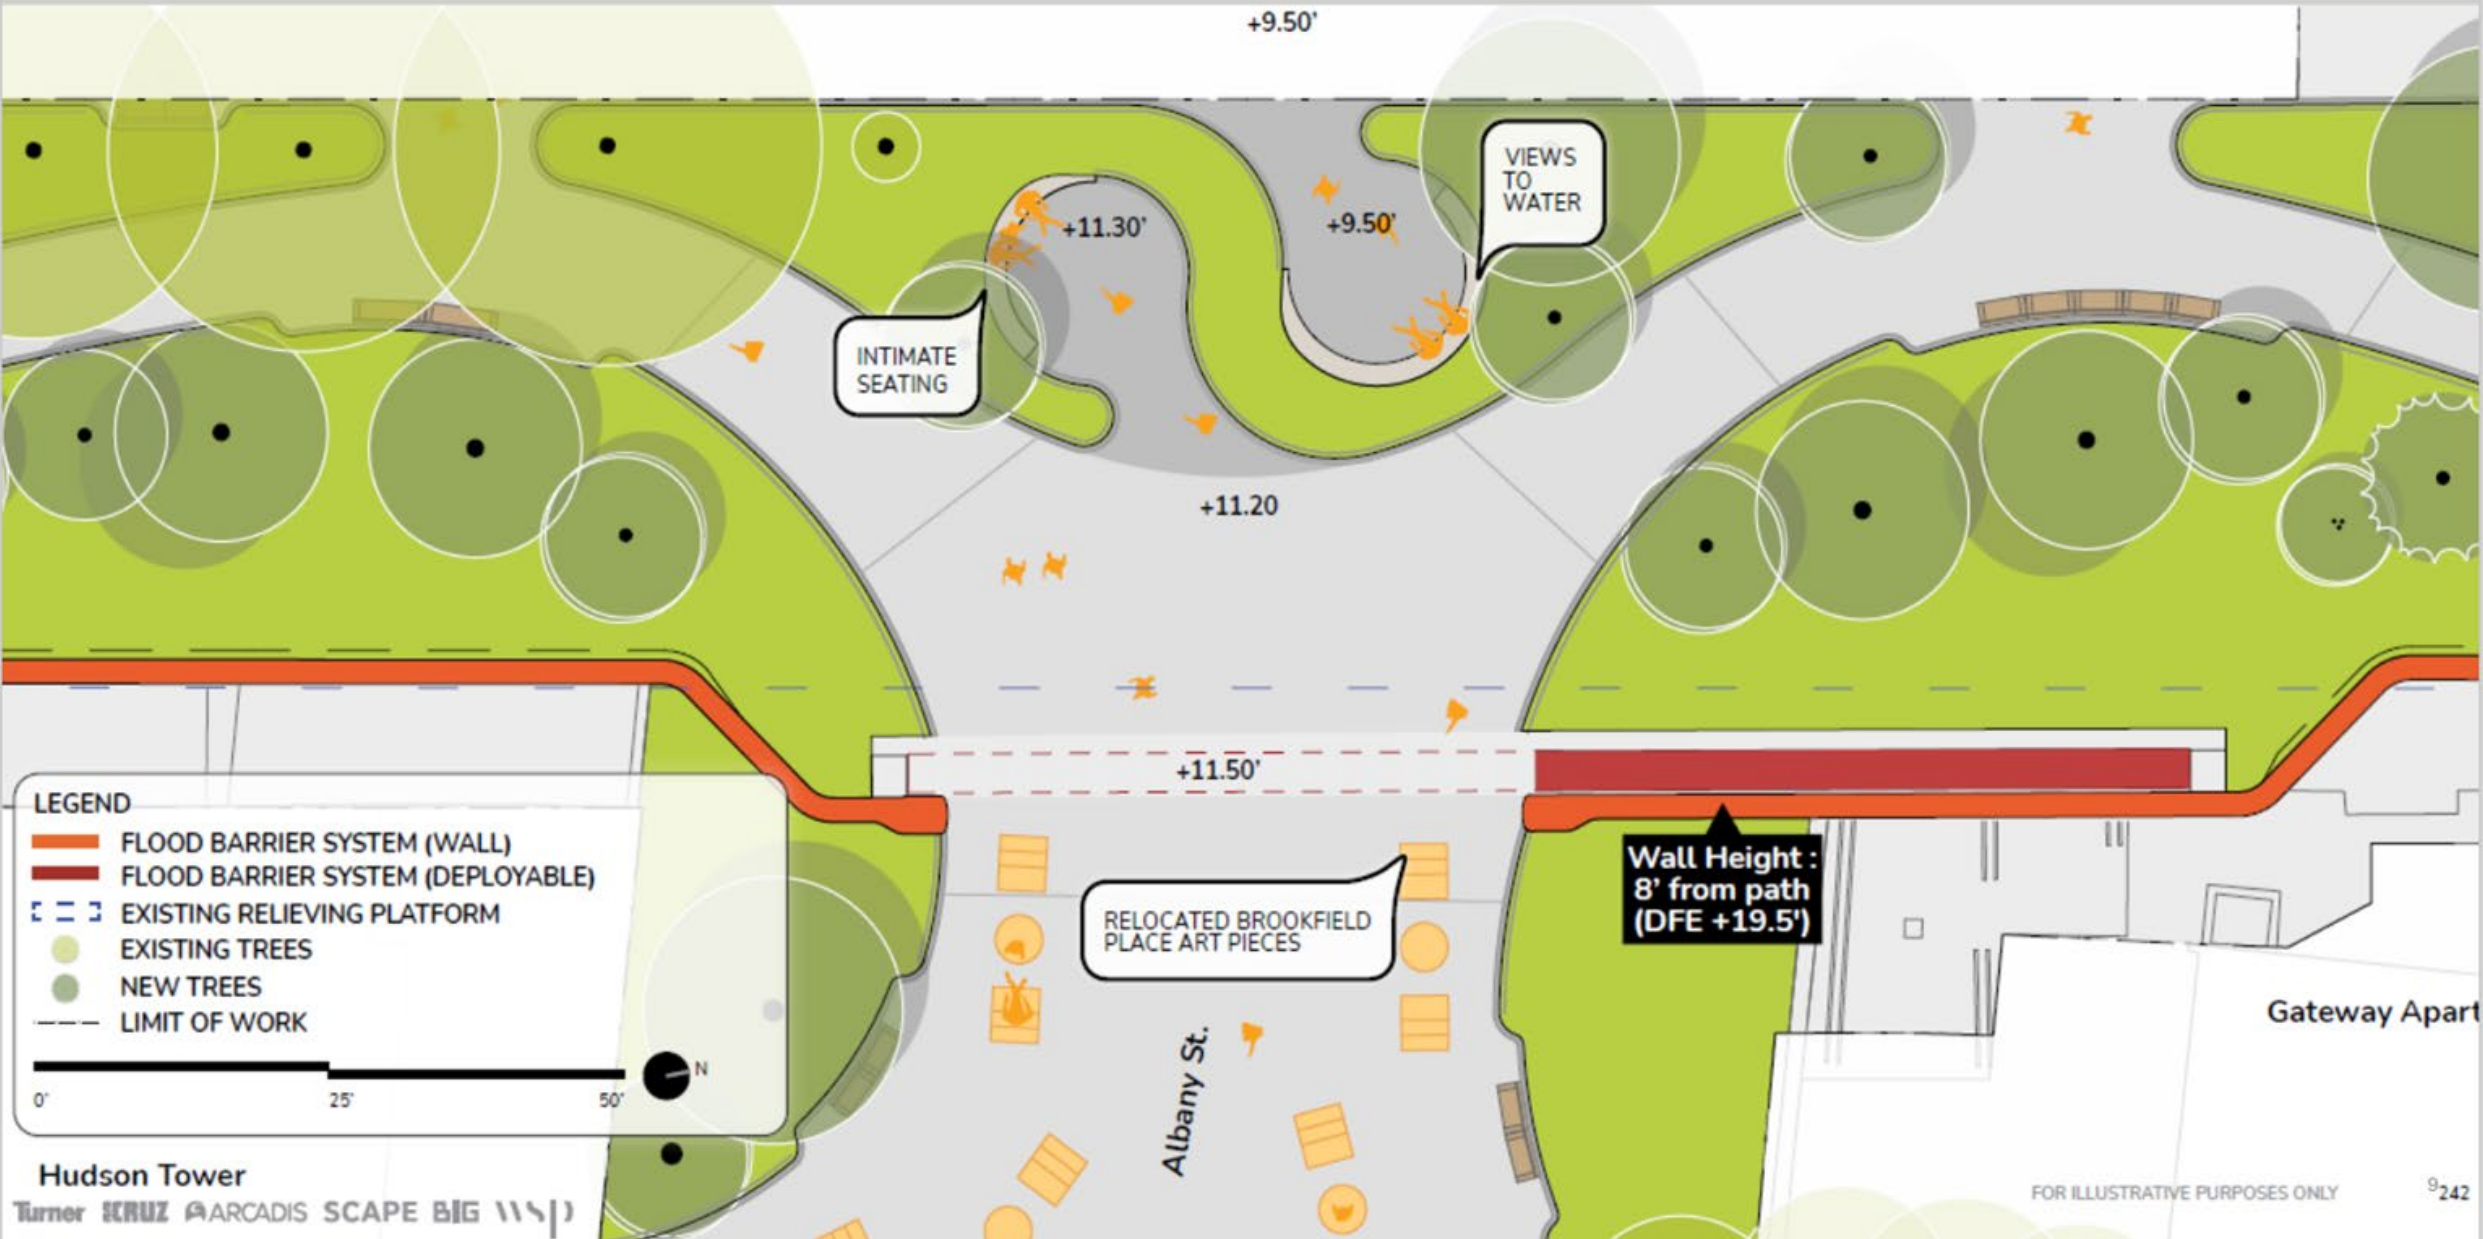 +9.50'
VIEWS
TO
WATER
+11.30'
+9.50'
INTIMATE
SEATING
+11.20
+11.50'
LEGEND
FLOOD BARRIER SYSTEM (WALL)
FLOOD BARRIER SYSTEM (DEPLOYABLE)
EXISTING RELIEVING PLATFORM
EXISTING TREES
NEW TREES
LIMIT OF WORK
0' 25' 50'
N
Wall Height :
8' from path
(DFE +19.5')
RELOCATED BROOKFIELD
PLACE ART PIECES
Albany St.
Gateway Apart
Hudson Tower
Turner ARCADIS SCAPE BIG WSP
FOR ILLUSTRATIVE PURPOSES ONLY
9242